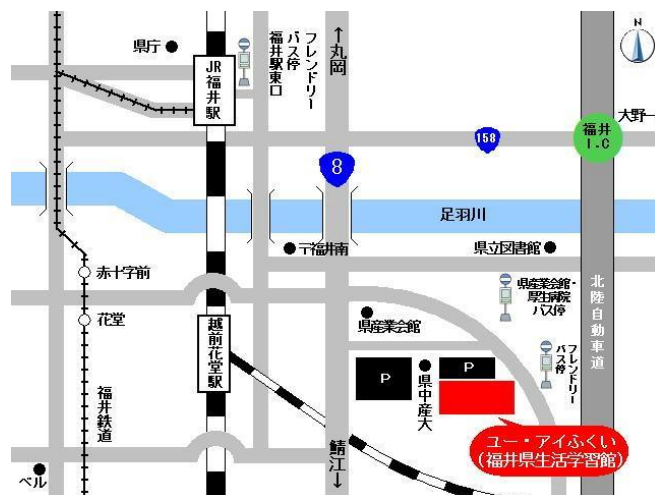 県庁
JR福井駅
フレンドリー
バス停
福井駅東口
↑丸岡
N
大野→
福井
I.C
158
8
足羽川
〒福井南
県立図書館
赤十字前
花堂
越前花堂駅
県産業会館
県産業会館・
厚生病院
バス停
北陸自動車道
フレンドリー
バス停
P
P
県中産大
福井鉄道
鯖江↓
ベル
ユー・アイふくい
(福井県生活学習館)